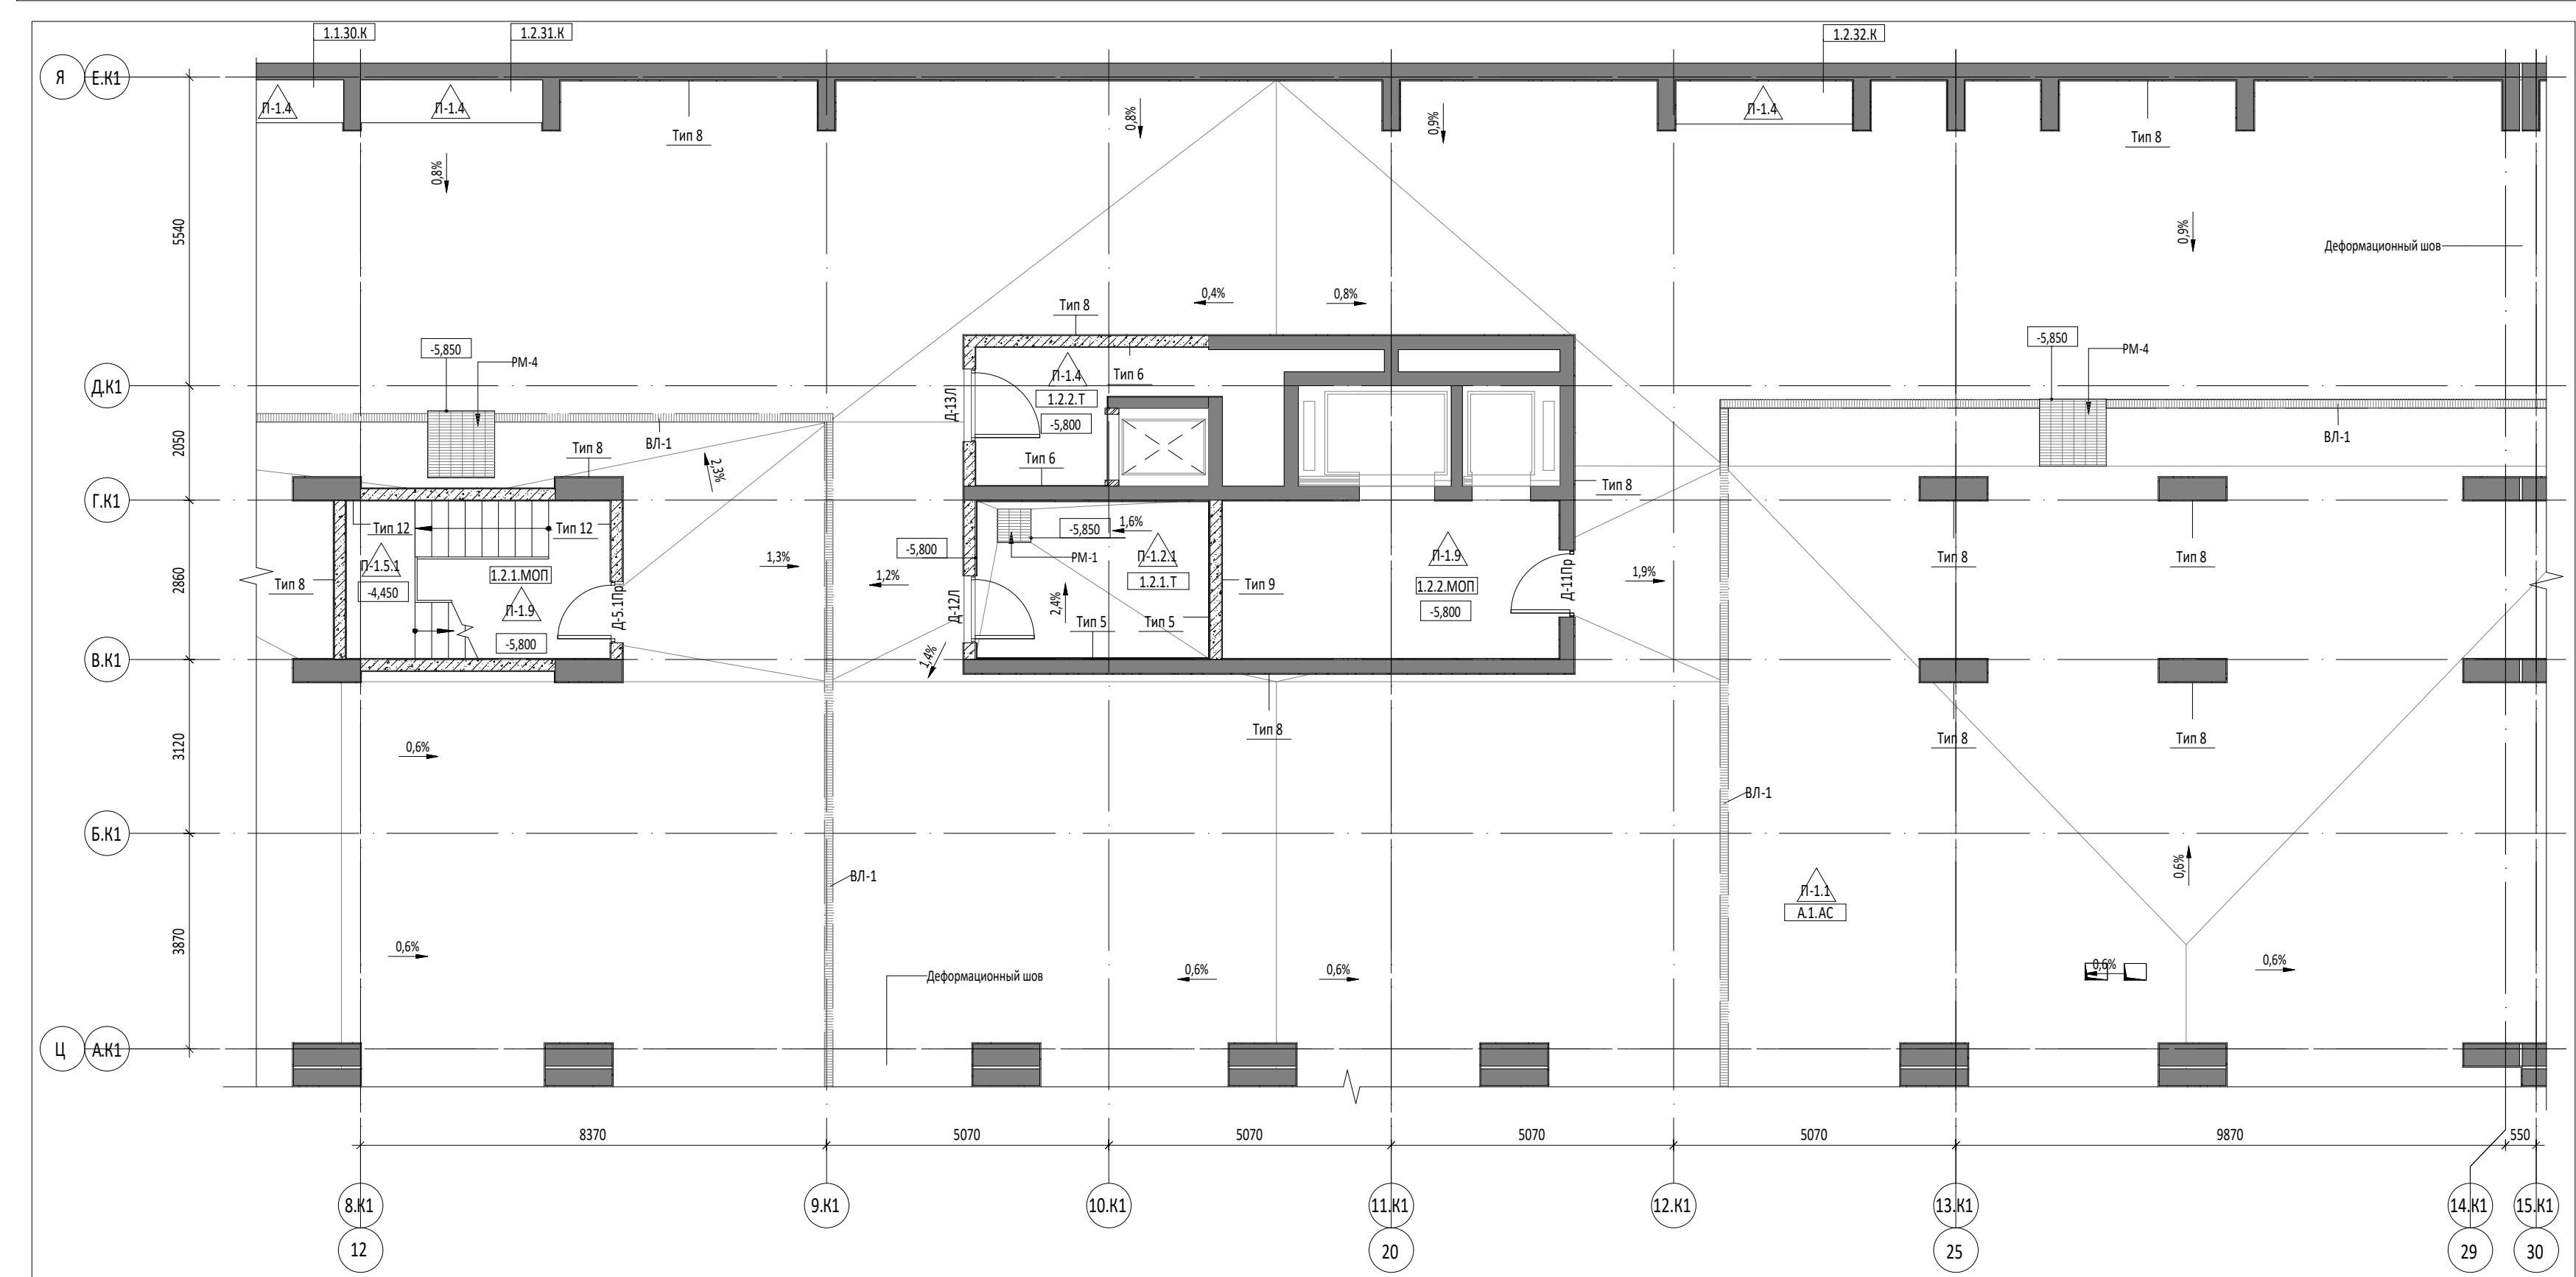 1.1.30.К
1.2.31.К
1.2.32.К
Я
Е.К1
П-1.4
П-1.4
П-1.4
Тип 8
0,8%
0,9%
Тип 8
0,8%
5540
0,9%
Деформационный шов
0,4%
0,8%
Тип 8
-5,850
РМ-4
-5,850
РМ-4
Д.К1
П-1.4
Тип 6
1.2.2.Т
-5,800
Д-13Л
2050
ВЛ-1
Тип 8
2,3%
Тип 6
Тип 8
ВЛ-1
Г.К1
Тип 12
Тип 12
-5,850
1,6%
П-1.5.1
1.2.1.МОП
Тип 8
-4,450
П-1.9
-5,800
Д-5.1Пр
1,3%
1,2%
-5,800
РМ-1
П-1.2.1
1.2.1.Т
Д-12Л
2,4%
Тип 5
Тип 5
Тип 9
П-1.9
1.2.2.МОП
-5,800
Д-11Пр
1,9%
Тип 8
Тип 8
2860
В.К1
1,4%
Тип 8
Тип 8
Тип 8
0,6%
3120
ВЛ-1
Б.К1
ВЛ-1
0,6%
П-1.1
А.1.АС
3870
0,6%
Деформационный шов
0,6%
0,6%
0,6%
0,6%
Ц
А.К1
8370
5070
5070
5070
5070
9870
550
8.К1
9.К1
10.К1
11.К1
12.К1
13.К1
14.К1
15.К1
12
20
25
29
30